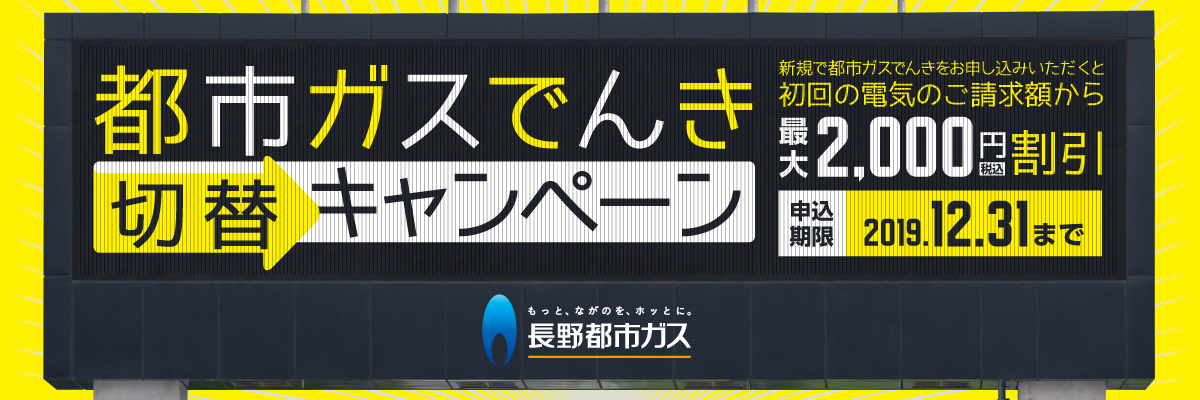 都市ガスでんき
切替キャンペーン
新規で都市ガスでんきをお申し込みいただくと
初回の電気のご請求額から
最大2,000円税込割引
申込期限 2019.12.31まで
もっと、ながのを、ホッとに。
長野都市ガス